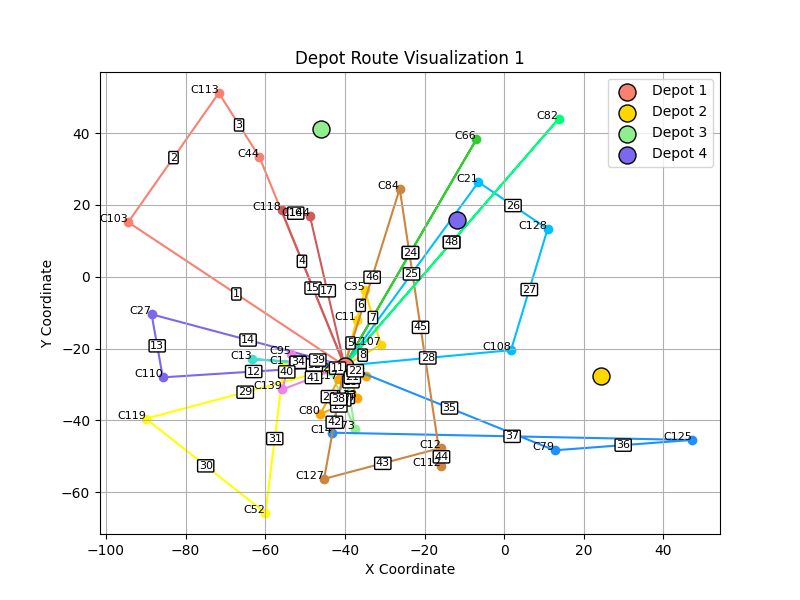 Depot Route Visualization 1
Depot 1
Depot 2
Depot 3
Depot 4
C113
3
2
C44
C103
C118
4
1
15
17
C84
C66
C82
C21
26
C128
48
24
25
27
46
C35
6
C11
7
C107
8
45
28
C108
C27
14
13
C110
C95
C13
12
34
39
40
41
11
22
C139
29
C119
30
31
C52
C80
38
42
C127
43
C12
44
35
37
C79
36
C125
40
20
0
−20
−40
−60
−100
−80
−60
−40
−20
0
20
40
X Coordinate
Y Coordinate